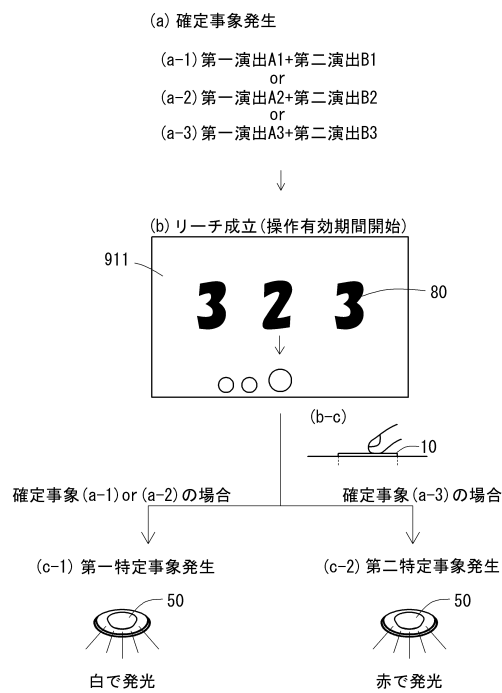 (a) 確定事象発生
(a-1) 第一演出A1+第二演出B1
or
(a-2) 第一演出A2+第二演出B2
or
(a-3) 第一演出A3+第二演出B3
(b) リーチ成立(操作有効期間開始)
911
3 2 3
80
(b-c)
10
確定事象(a-1)or(a-2)の場合
確定事象(a-3)の場合
(c-1) 第一特定事象発生
(c-2) 第二特定事象発生
50
50
白で発光
赤で発光